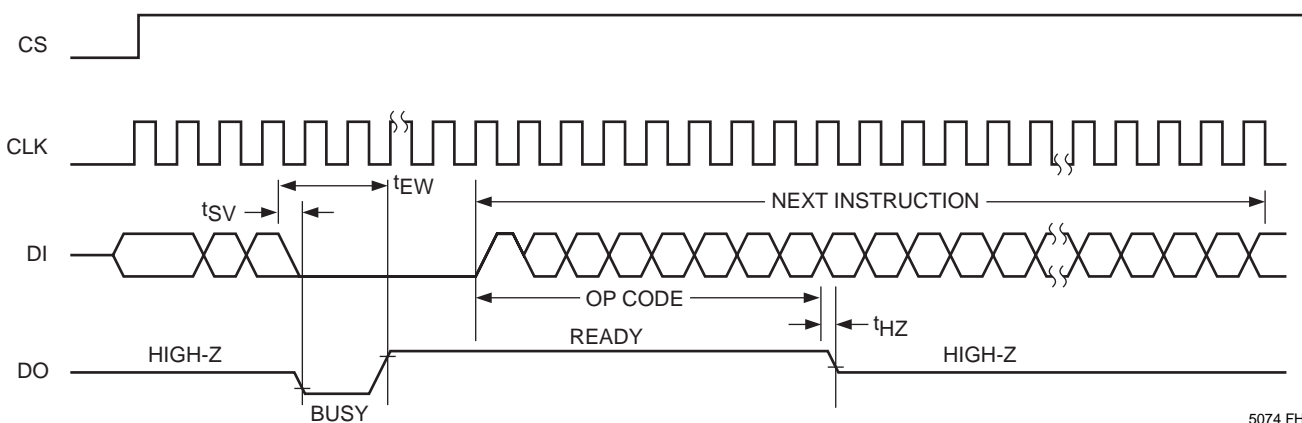 CS
CLK
tEW
tSV
NEXT INSTRUCTION
DI
OP CODE
tHZ
READY
HIGH-Z
HIGH-Z
DO
BUSY
5074 FH